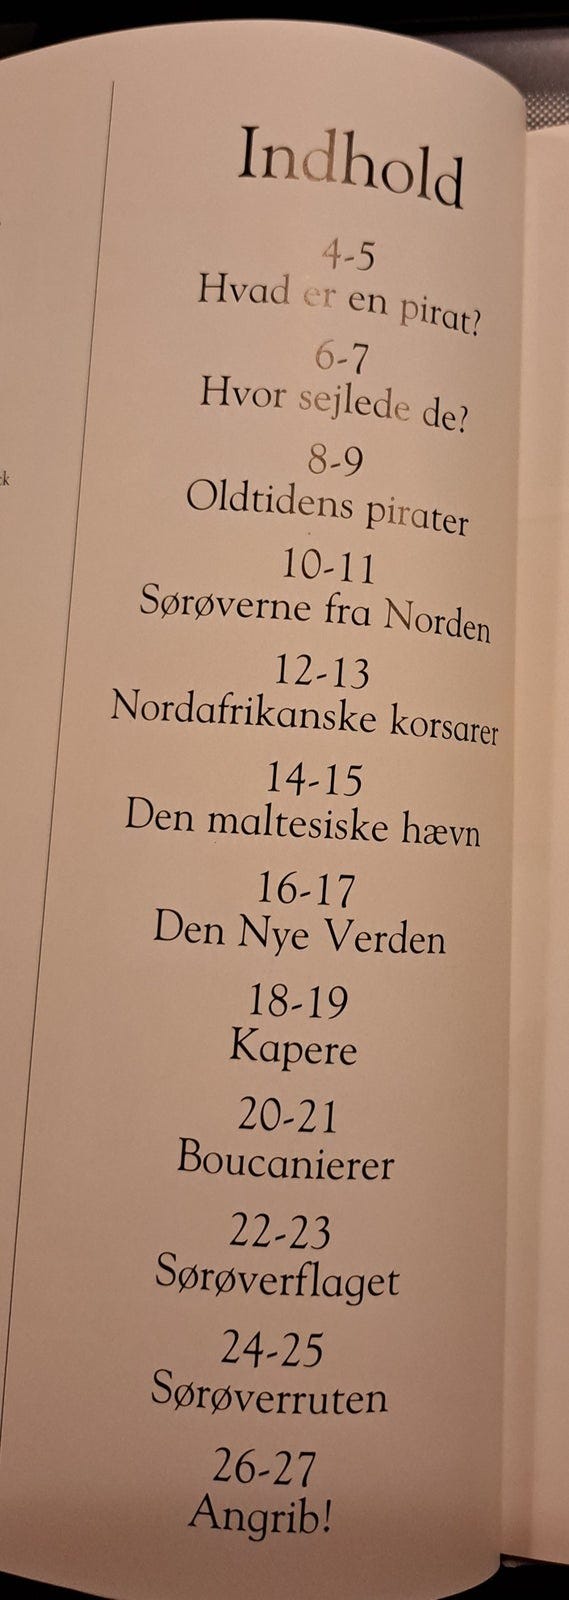 Indhold
4-5
Hvad er en pirat?
6-7
Hvor sejlede de?
8-9
Oldtidens pirater
10-11
Sørøverne fra Norden
12-13
Nordafrikanske korsarer
14-15
Den maltesiske hævn
16-17
Den Nye Verden
18-19
Kapere
20-21
Boucanierer
22-23
Sørøverflaget
24-25
Sørøverruten
26-27
Angrib!